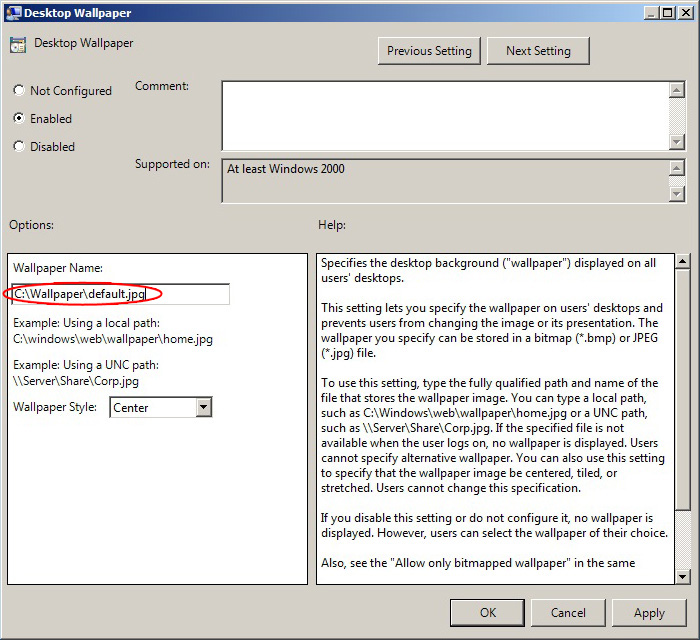 Desktop Wallpaper
Desktop Wallpaper
Previous Setting
Next Setting
Not Configured
Enabled
Disabled
Comment:
Supported on:
At least Windows 2000
Options:
Help:
Wallpaper Name:
C:\Wallpaper\default.jpg
Example: Using a local path:
C:\windows\web\wallpaper\home.jpg
Example: Using a UNC path:
\\Server\Share\Corp.jpg
Wallpaper Style:
Center
Specifies the desktop background ("wallpaper") displayed on all
users' desktops.
This setting lets you specify the wallpaper on users' desktops and
prevents users from changing the image or its presentation. The
wallpaper you specify can be stored in a bitmap (*.bmp) or JPEG
(*.jpg) file.
To use this setting, type the fully qualified path and name of the
file that stores the wallpaper image. You can type a local path,
such as C:\Windows\web\wallpaper\home.jpg or a UNC path,
such as \\Server\Share\Corp.jpg. If the specified file is not
available when the user logs on, no wallpaper is displayed. Users
cannot specify alternative wallpaper. You can also use this setting
to specify that the wallpaper image be centered, tiled, or
stretched. Users cannot change this specification.
If you disable this setting or do not configure it, no wallpaper is
displayed. However, users can select the wallpaper of their choice.
Also, see the "Allow only bitmapped wallpaper" in the same
OK
Cancel
Apply